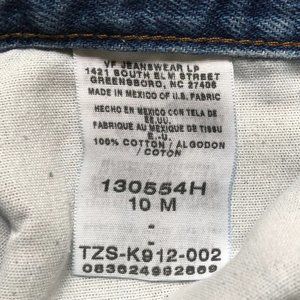 VF JEANSWEAR LP
1421 SOUTH ELM STREET
GREENSBORO, NC 27406
MADE IN MEXICO OF U.S. FABRIC
HECHO EN MEXICO CON TELA DE
EE.UU.
FABRIQUE AU MEXIQUE DE TISSU
E.-U.
100% COTTON / ALGODON
/ COTON
130554H
10 M
-
-
TZS-K912-002
083624992869